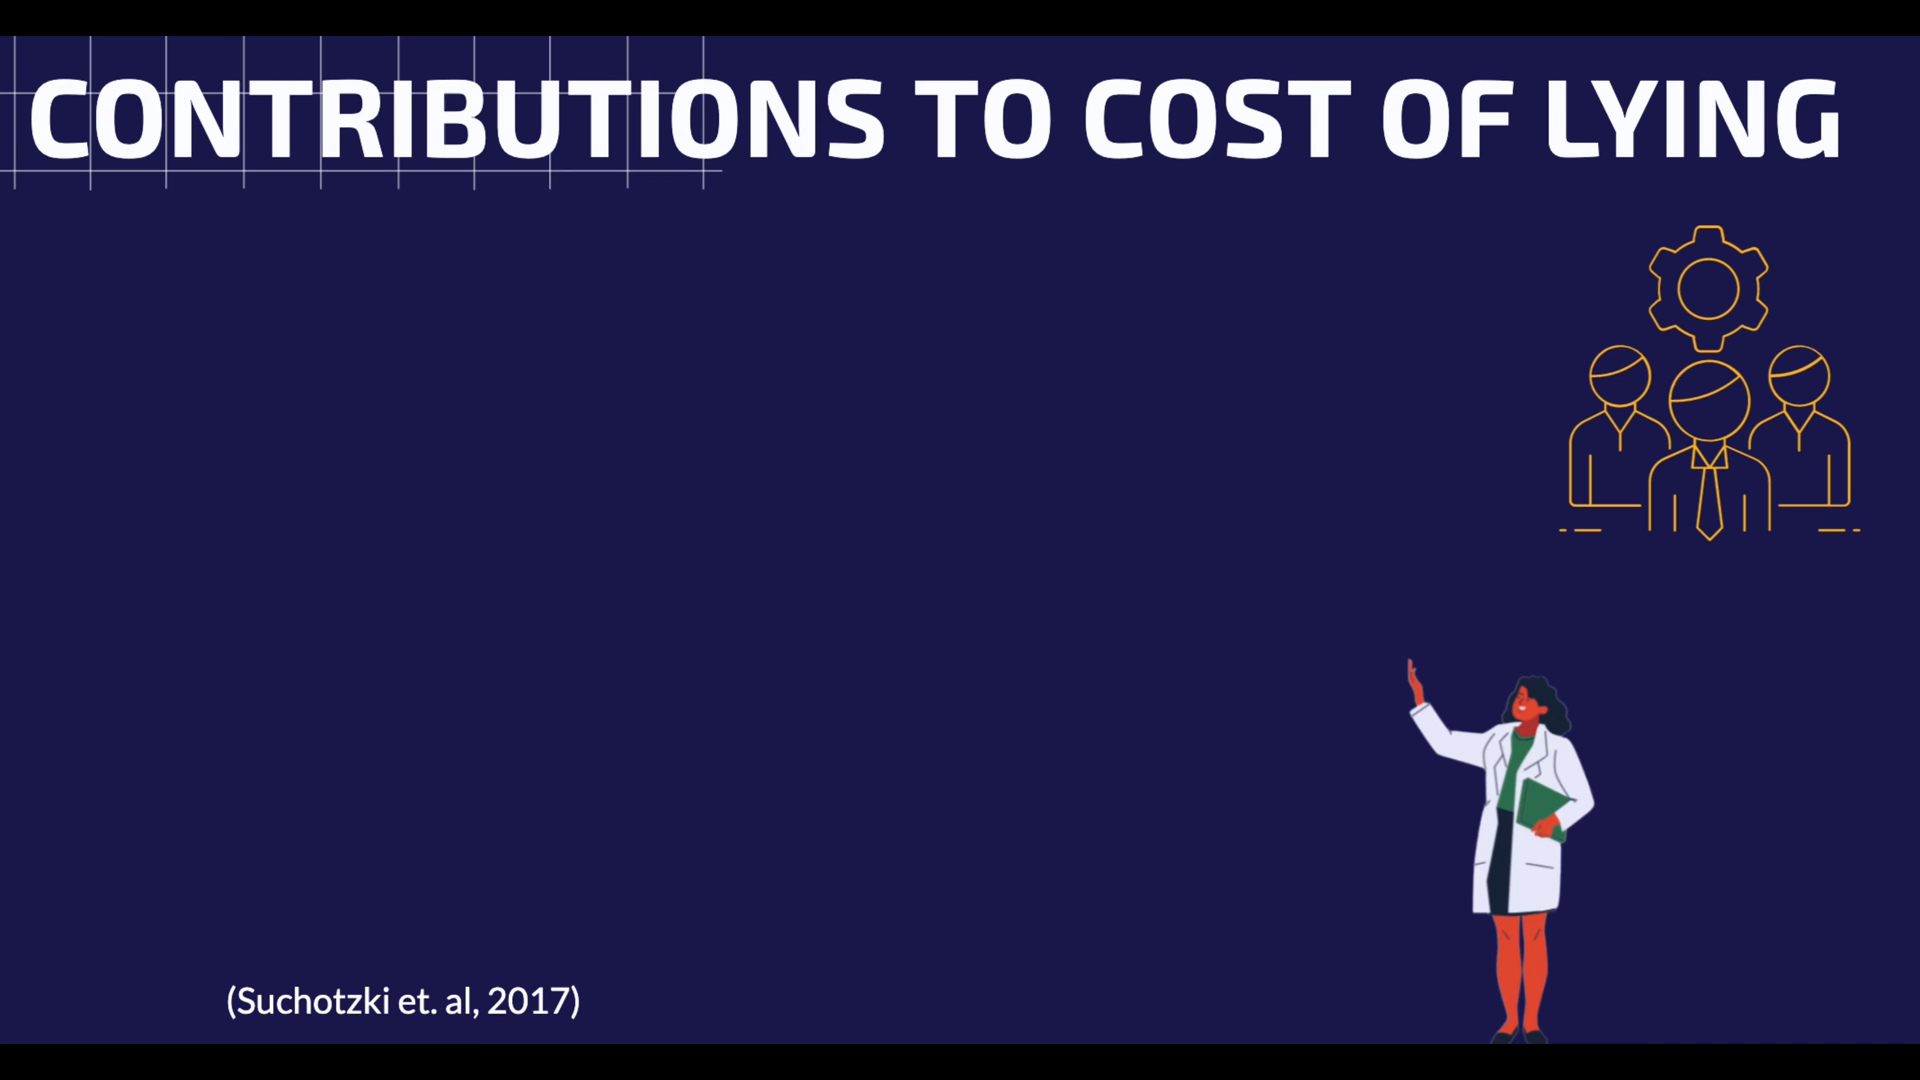 CONTRIBUTIONS TO COST OF LYING
(Suchotzki et. al, 2017)